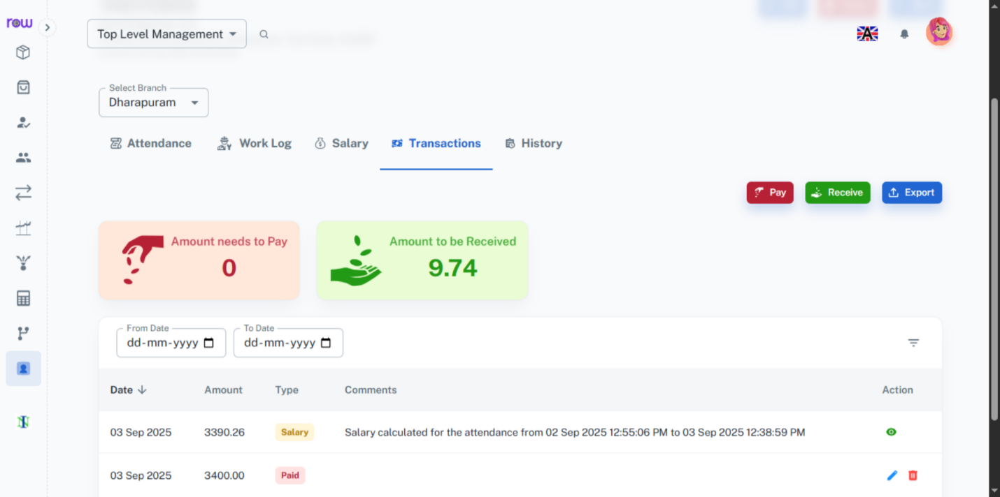 row
Top Level Management
Select Branch
Dharapuram
Attendance
Work Log
Salary
Transactions
History
Pay
Receive
Export
Amount needs to Pay
0
Amount to be Received
9.74
From Date
To Date
dd-mm-yyyy
dd-mm-yyyy
Date Amount Type Comments Action
03 Sep 2025 3390.26 Salary Salary calculated for the attendance from 02 Sep 2025 12:55:06 PM to 03 Sep 2025 12:38:59 PM
03 Sep 2025 3400.00 Paid